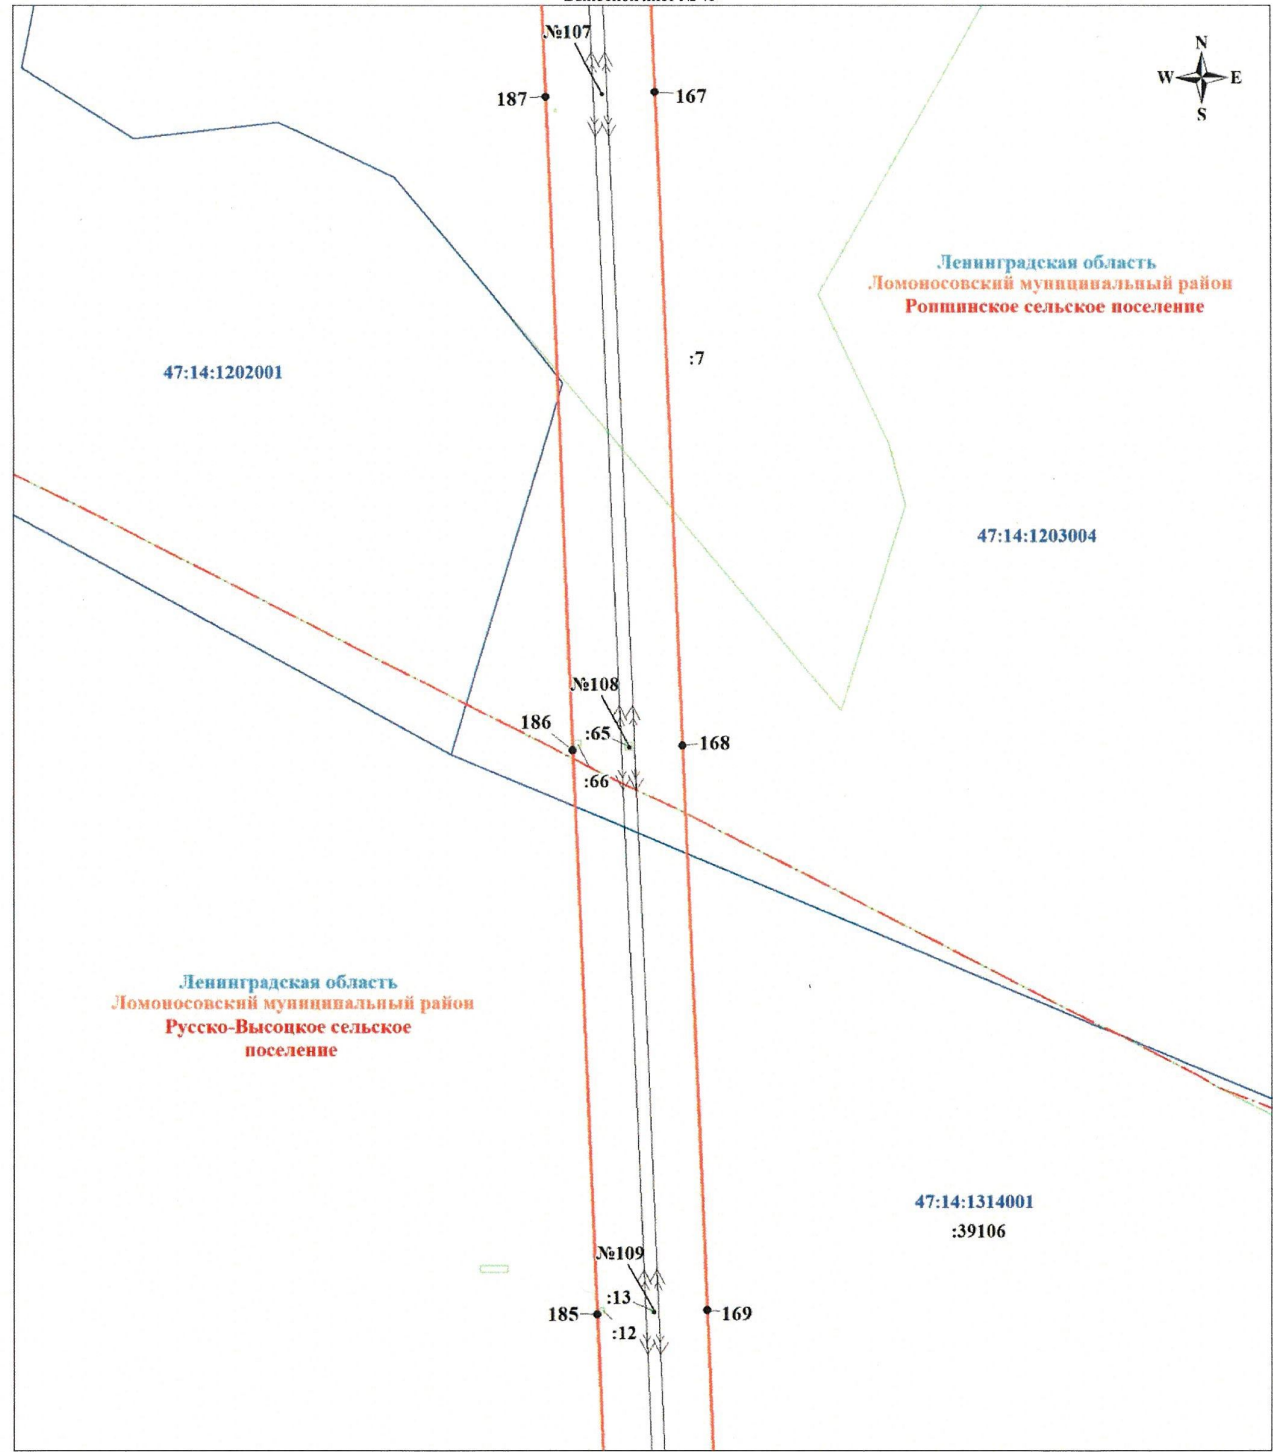 №107
N
W E
S
187
167
Ленинградская область
Ломоносовский муниципальный район
Ропшинское сельское поселение
:7
47:14:1202001
47:14:1203004
№108
186
:65
168
:66
Ленинградская область
Ломоносовский муниципальный район
Русско-Высоцкое сельское
поселение
47:14:1314001
:39106
№109
:13
185
169
:12